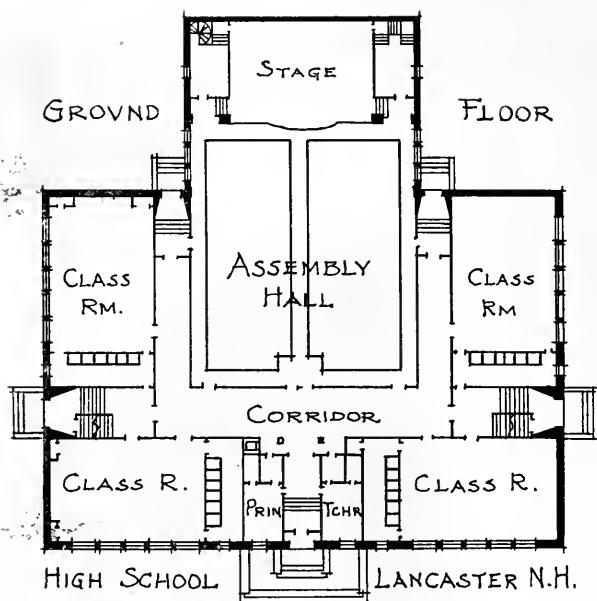 STAGE
GROVND FLOOR
ASSEMBLY
HALL
CLASS
RM.
CLASS
RM
CORRIDOR
CLASS R.
PRIN
TCHR
CLASS R.
HIGH SCHOOL LANCASTER N.H.